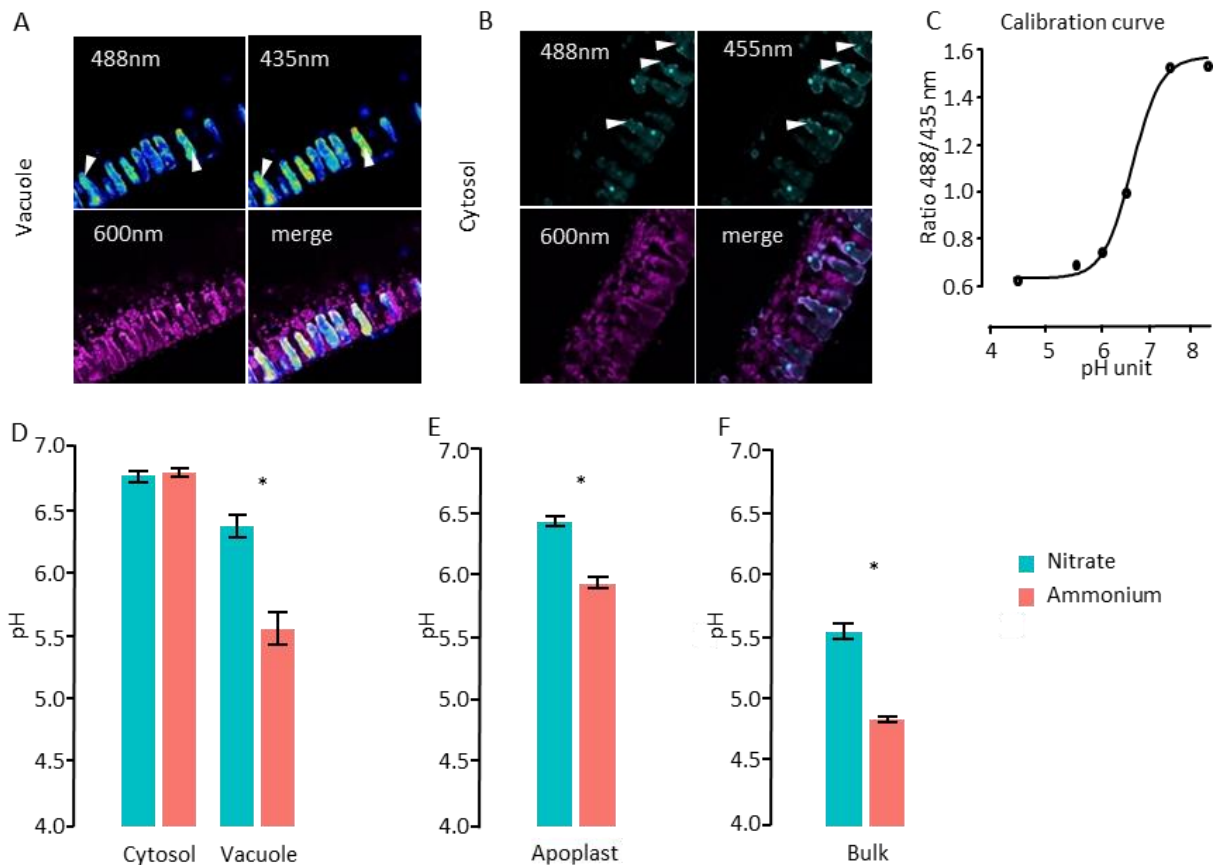 A
488nm
435nm
Vacuole
600nm
merge
B
488nm
455nm
Cytosol
600nm
merge
C
Calibration curve
Ratio 488/435 nm
1.6
1.4
1.2
1.0
0.8
0.6
4 5 6 7 8
pH unit
D
pH
7.0
6.5
6.0
5.5
5.0
4.5
4.0
*
Cytosol Vacuole
E
pH
7.0
6.5
6.0
5.5
5.0
4.5
4.0
*
Apoplast
F
pH
7.0
6.5
6.0
5.5
5.0
4.5
4.0
*
Bulk
Nitrate
Ammonium